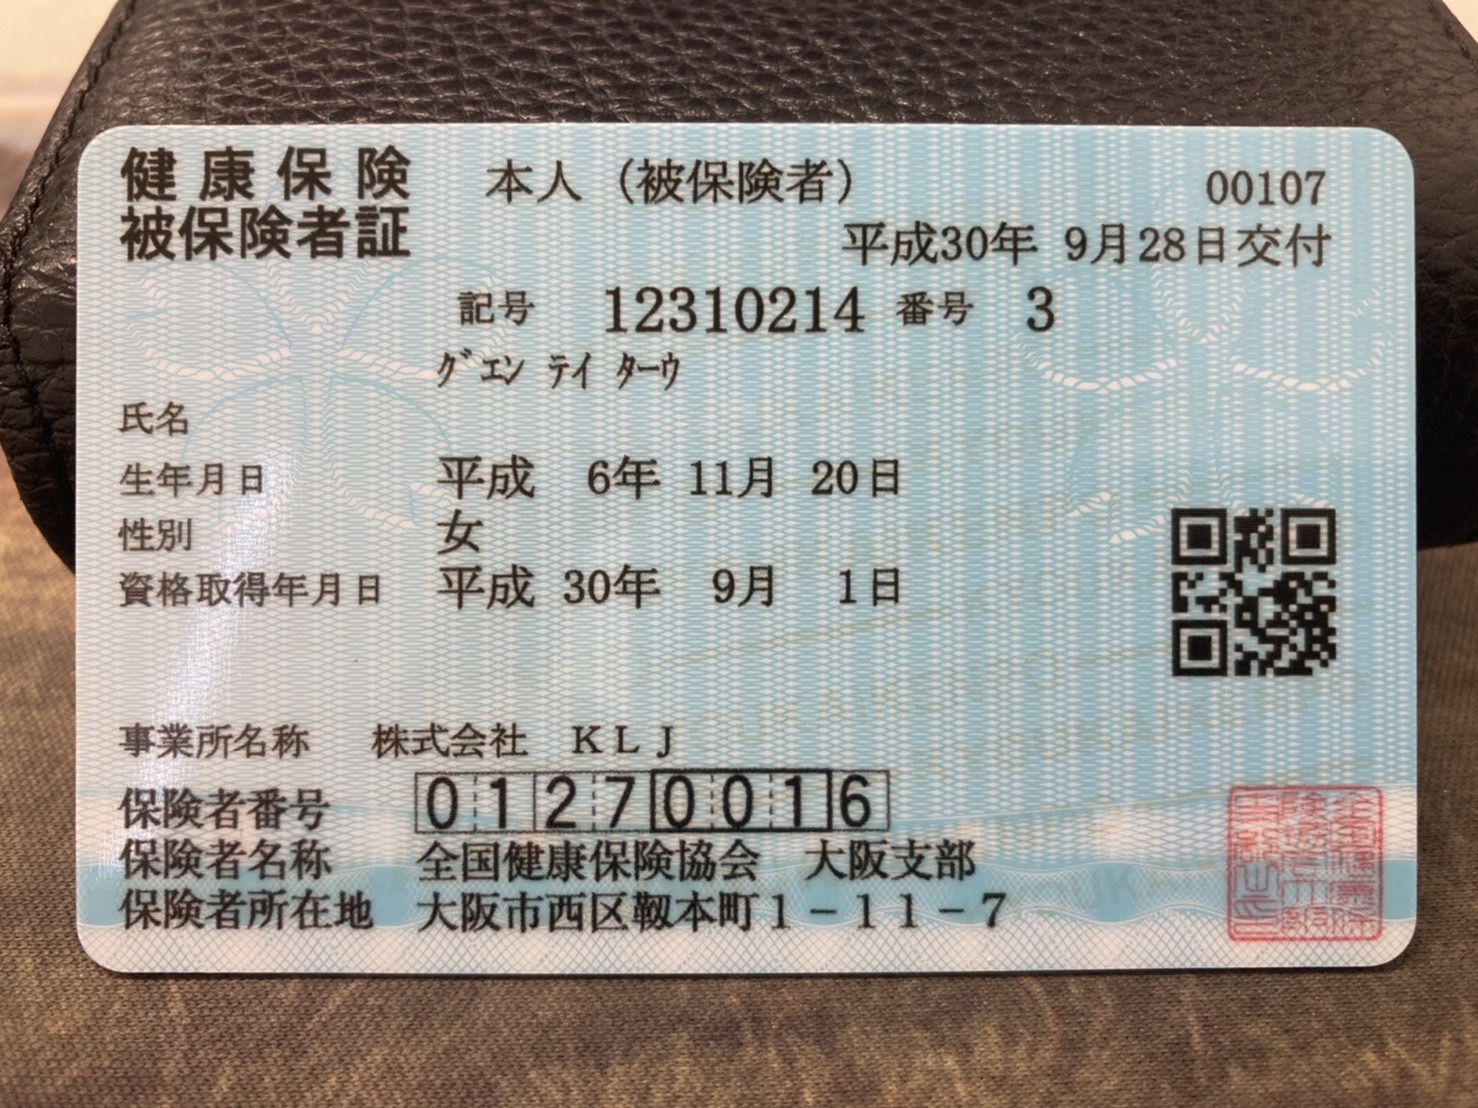 健康保険 本人（被保険者） 00107
被保険者証 平成30年 9月28日交付
記号 12310214 番号 3
ｸﾞエン テイ ターウ
氏名
生年月日 平成 6年 11月 20日
性別 女
資格取得年月日 平成 30年 9月 1日
事業所名称 株式会社 ＫＬＪ
保険者番号 01270016
保険者名称 全国健康保険協会 大阪支部
保険者所在地 大阪市西区靱本町１－１１－７